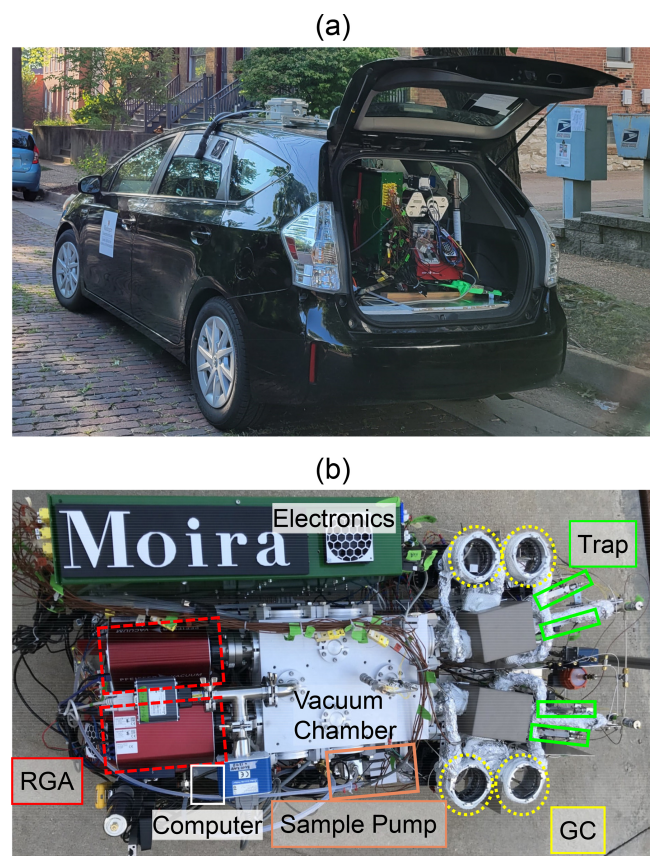 (a)
(b)
Moira
Electronics
Trap
Vacuum
Chamber
RGA
Computer
Sample Pump
GC